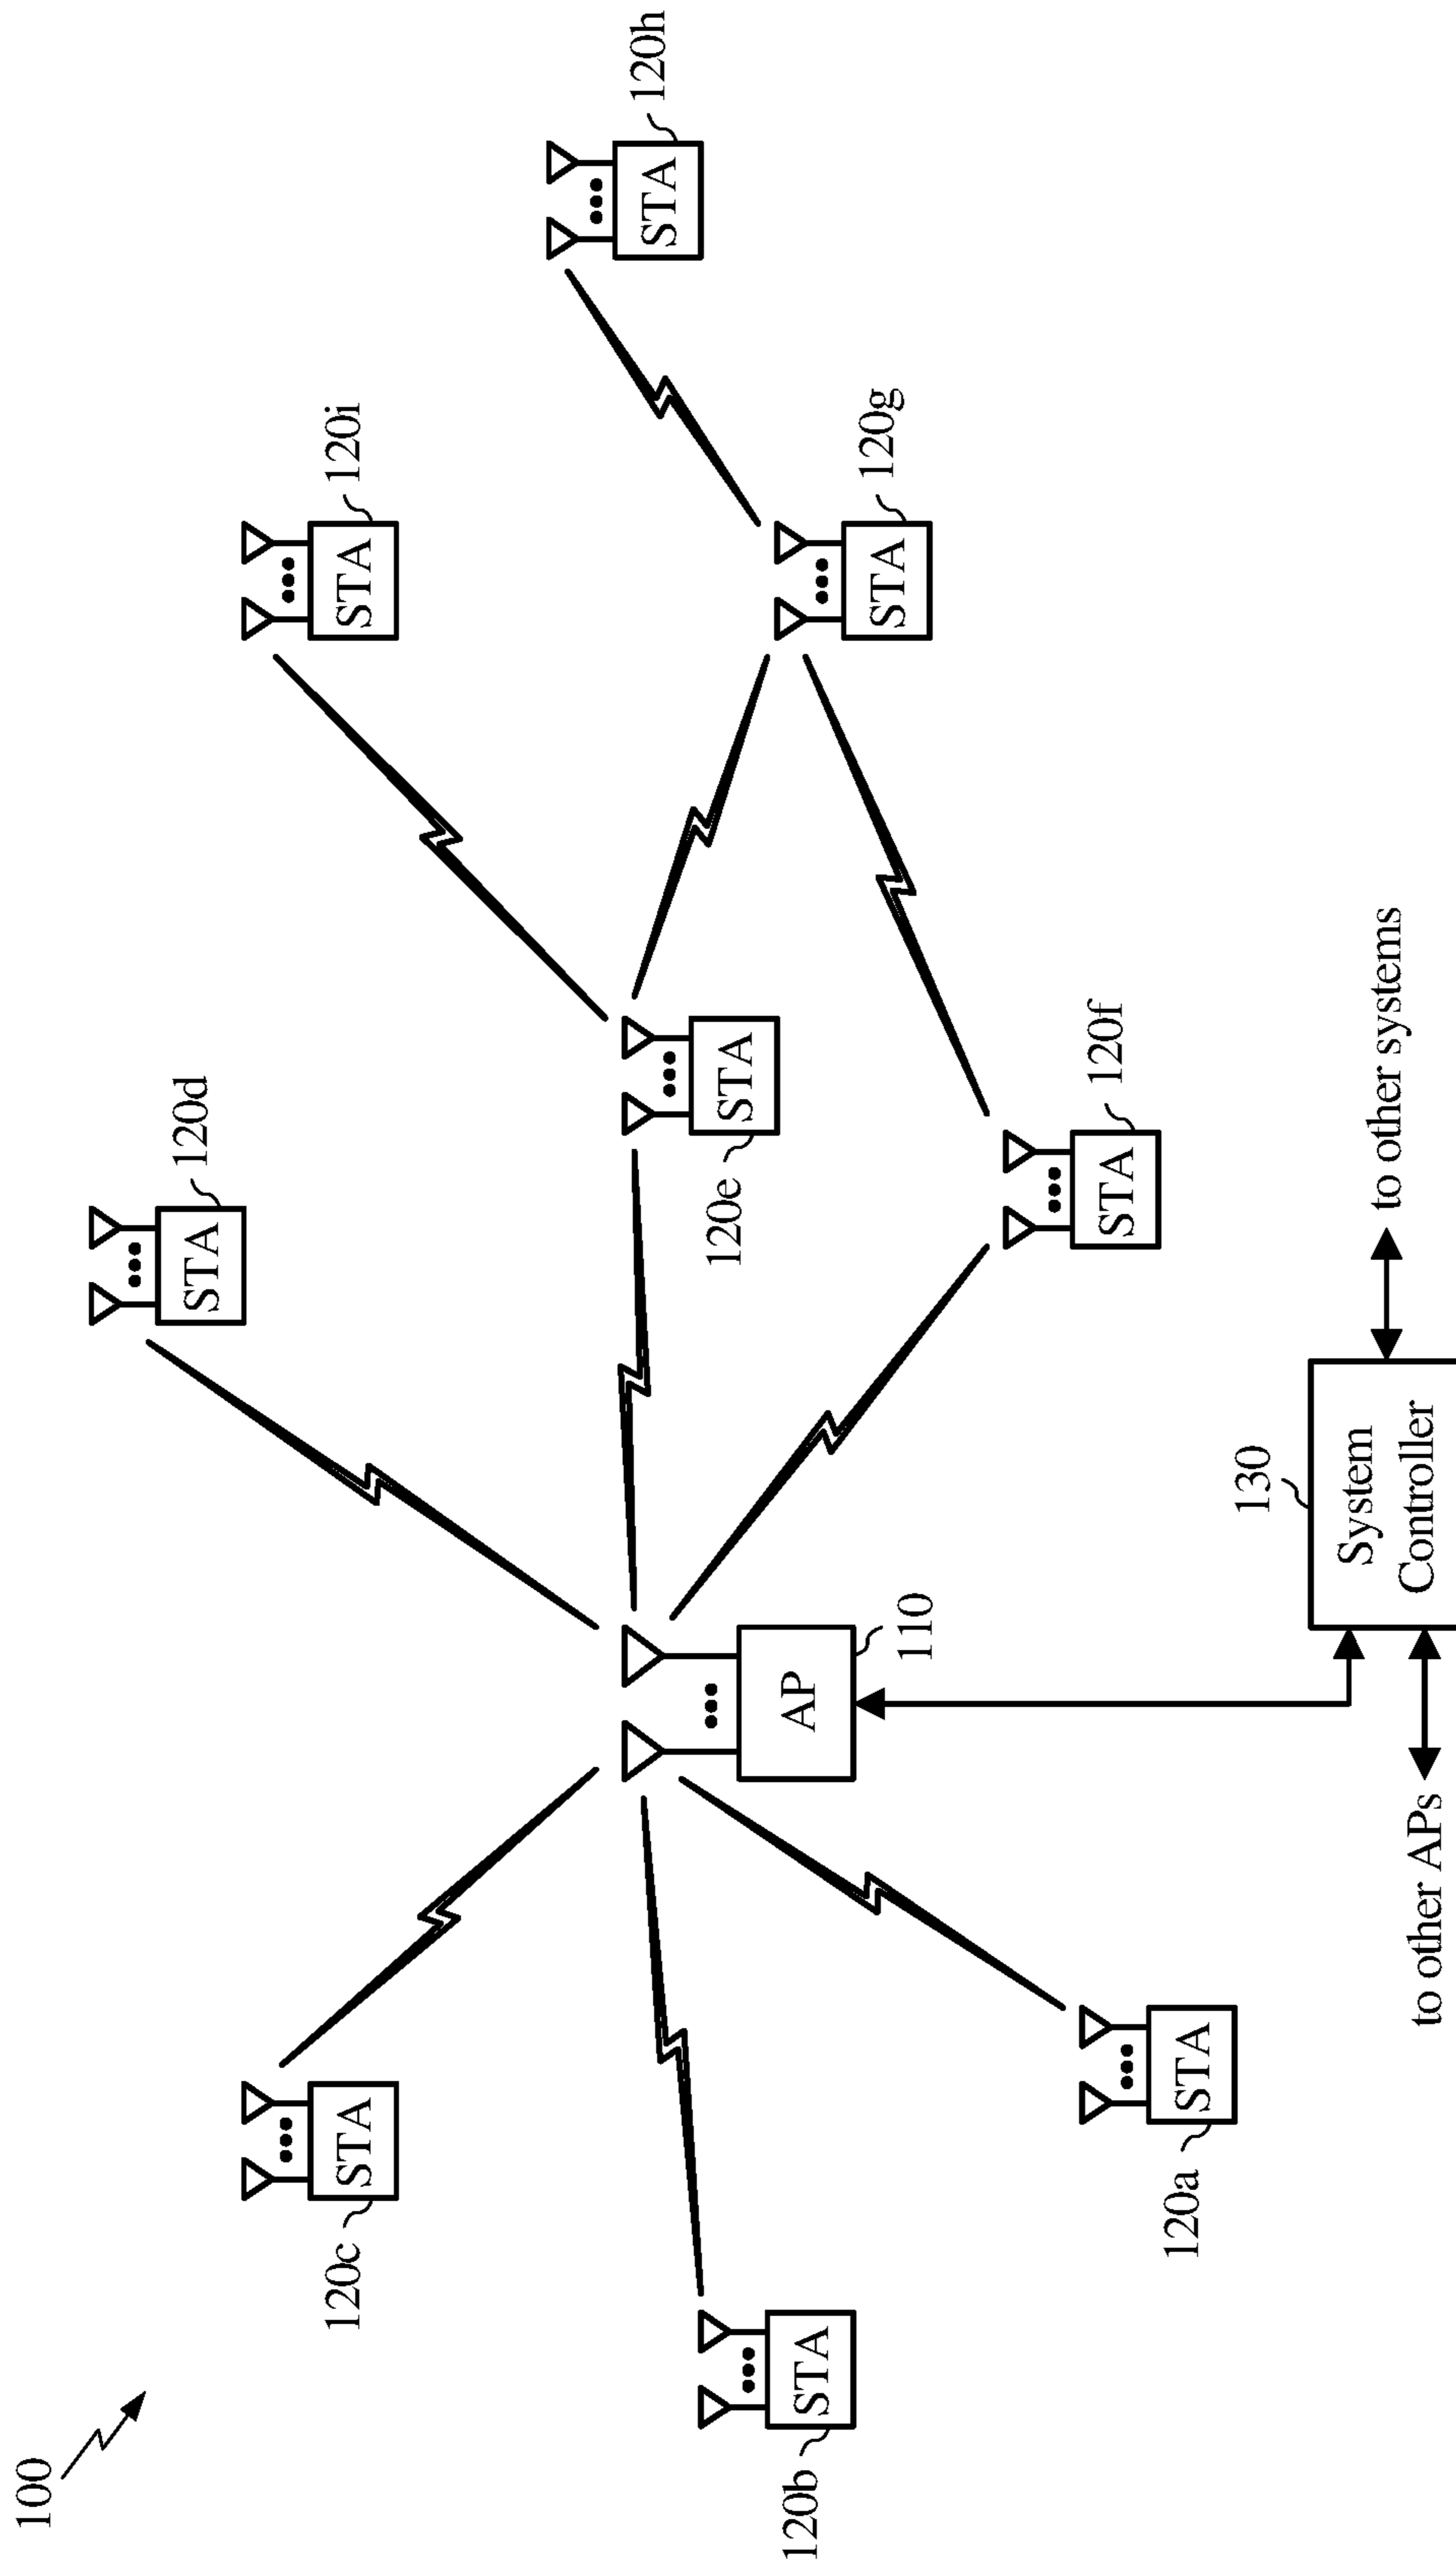 100
120d
STA
120c
STA
120i
STA
120h
STA
120b
STA
AP
110
120e
STA
120g
STA
120a
STA
120f
STA
130
System
Controller
to other systems
to other APs